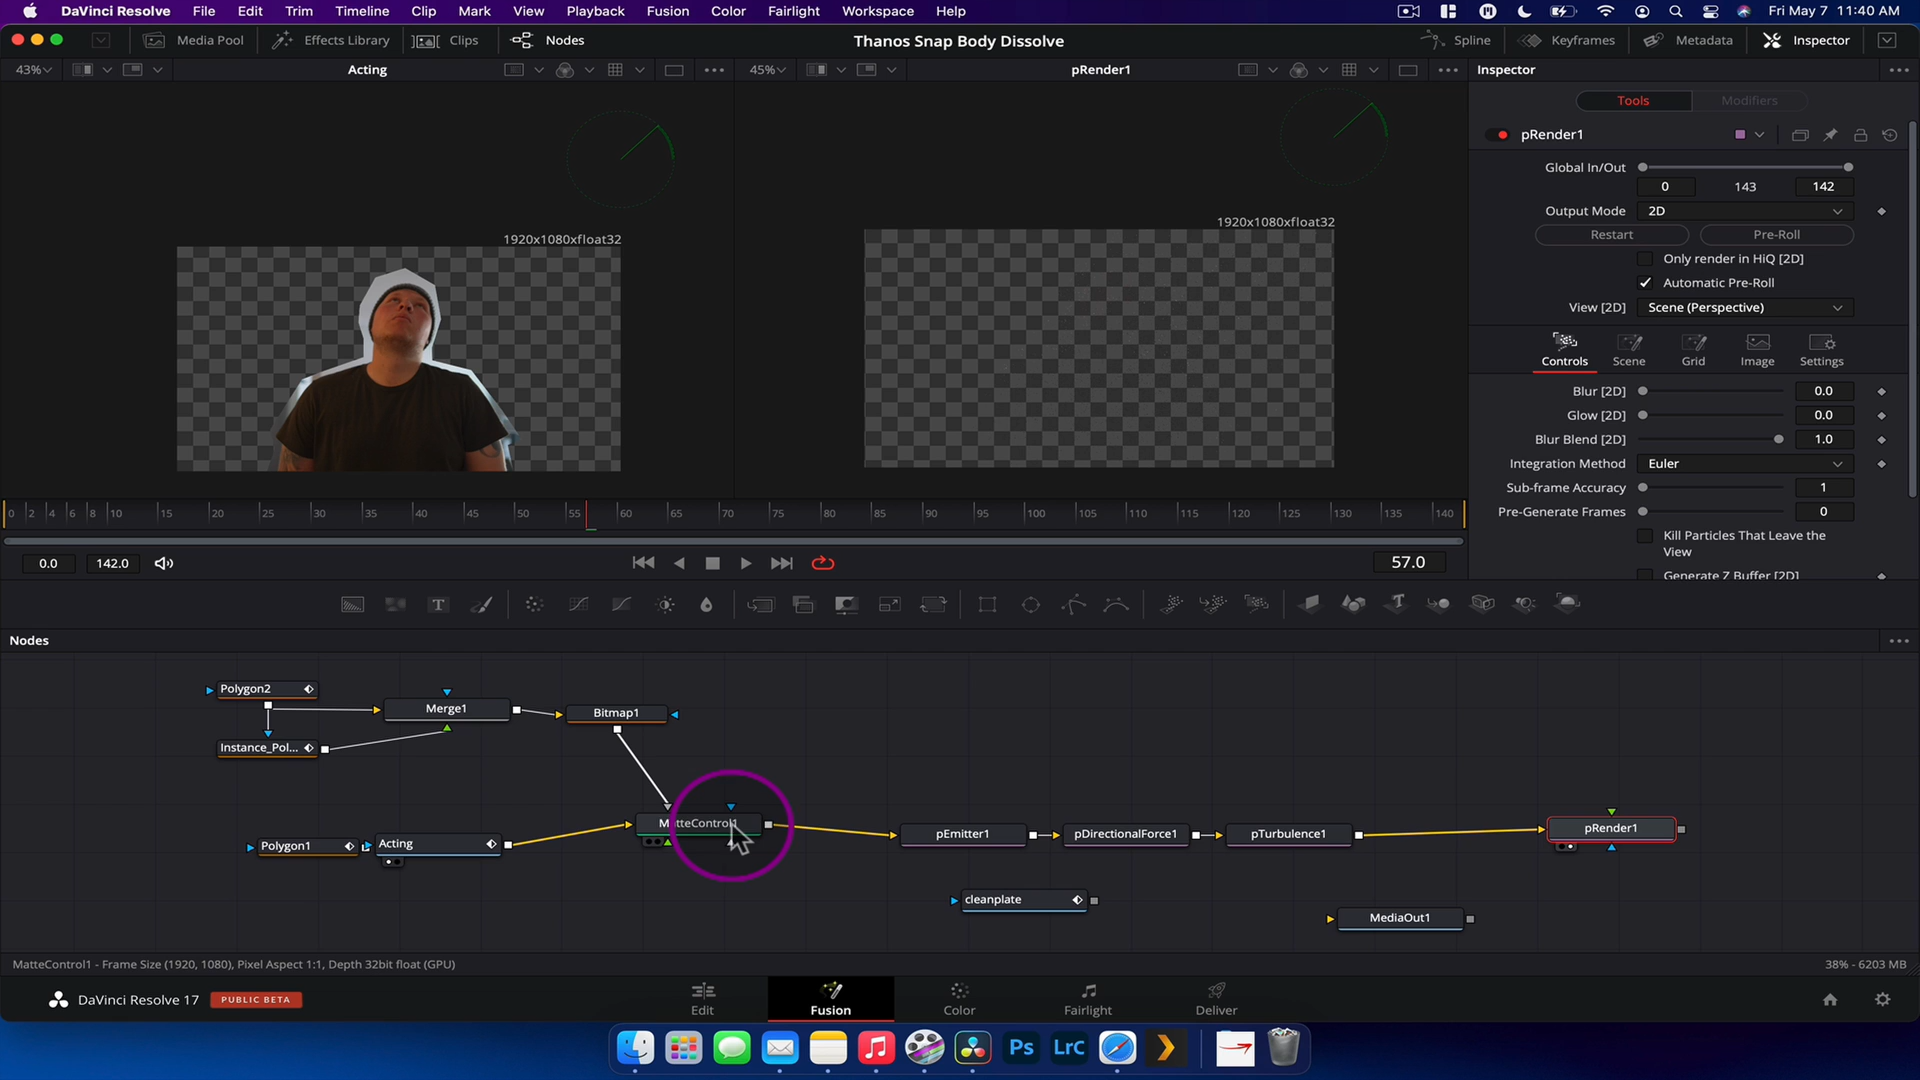 DaVinci Resolve File Edit Trim Timeline Clip Mark View Playback Fusion Color Fairlight Workspace Help Fri May 7 11:40 AM
Media Pool Effects Library Clips Nodes Thanos Snap Body Dissolve Spline Keyframes Metadata Inspector
43% Acting 45% pRender1 Inspector
Tools Modifiers
pRender1
Global In/Out
0 143 142
Output Mode 2D
Restart Pre-Roll
Only render in HiQ [2D]
Automatic Pre-Roll
View [2D] Scene (Perspective)
Controls Scene Grid Image Settings
Blur [2D] 0.0
Glow [2D] 0.0
Blur Blend [2D] 1.0
Integration Method Euler
Sub-frame Accuracy 1
Pre-Generate Frames 0
Kill Particles That Leave the
View
Generate Z Buffer [2D]
1920x1080xfloat32
1920x1080xfloat32
0 2 4 6 8 10 15 20 25 30 35 40 45 50 55 60 65 70 75 80 85 90 95 100 105 110 115 120 125 130 135 140
0.0 142.0 57.0
T
Nodes
Polygon2
Merge1
Bitmap1
Instance_Pol...
MatteControl1
Polygon1
Acting
pEmitter1
pDirectionalForce1
pTurbulence1
pRender1
cleanplate
MediaOut1
MatteControl1 - Frame Size (1920, 1080), Pixel Aspect 1:1, Depth 32bit float (GPU) 38% - 6203 MB
DaVinci Resolve 17 PUBLIC BETA
Edit Fusion Color Fairlight Deliver
Ps LrC